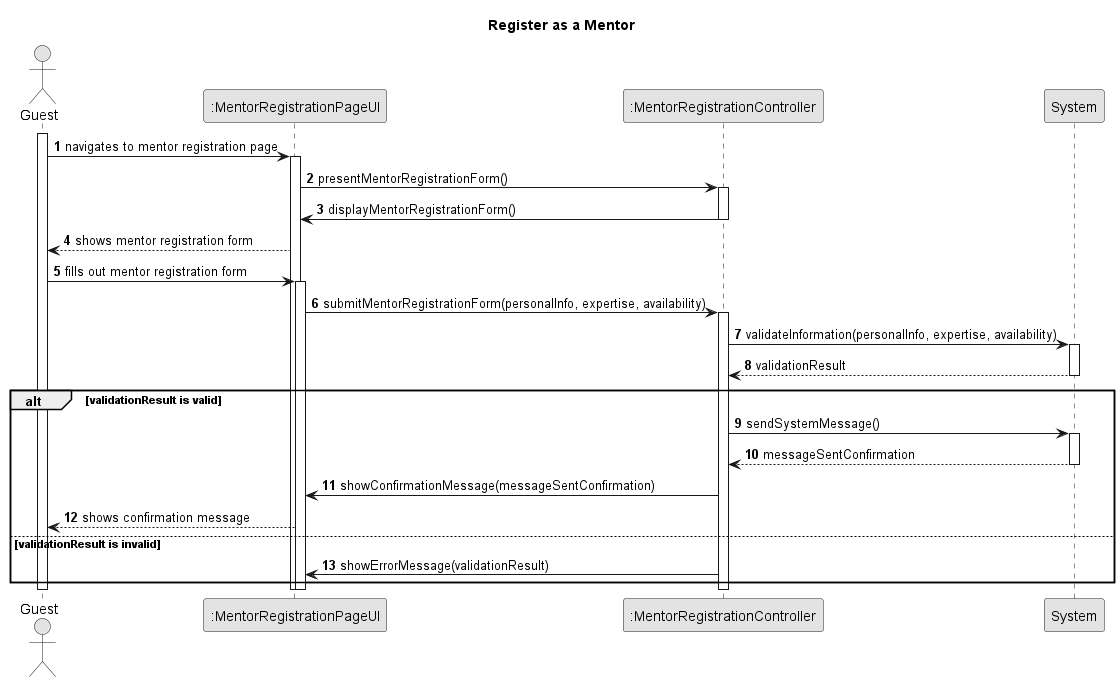 Register as a Mentor
Guest
:MentorRegistrationPageUI
:MentorRegistrationController
System
1 navigates to mentor registration page
2 presentMentorRegistrationForm()
3 displayMentorRegistrationForm()
4 shows mentor registration form
5 fills out mentor registration form
6 submitMentorRegistrationForm(personalInfo, expertise, availability)
7 validateInformation(personalInfo, expertise, availability)
8 validationResult
alt [validationResult is valid]
9 sendSystemMessage()
10 messageSentConfirmation
11 showConfirmationMessage(messageSentConfirmation)
12 shows confirmation message
[validationResult is invalid]
13 showErrorMessage(validationResult)
Guest
:MentorRegistrationPageUI
:MentorRegistrationController
System